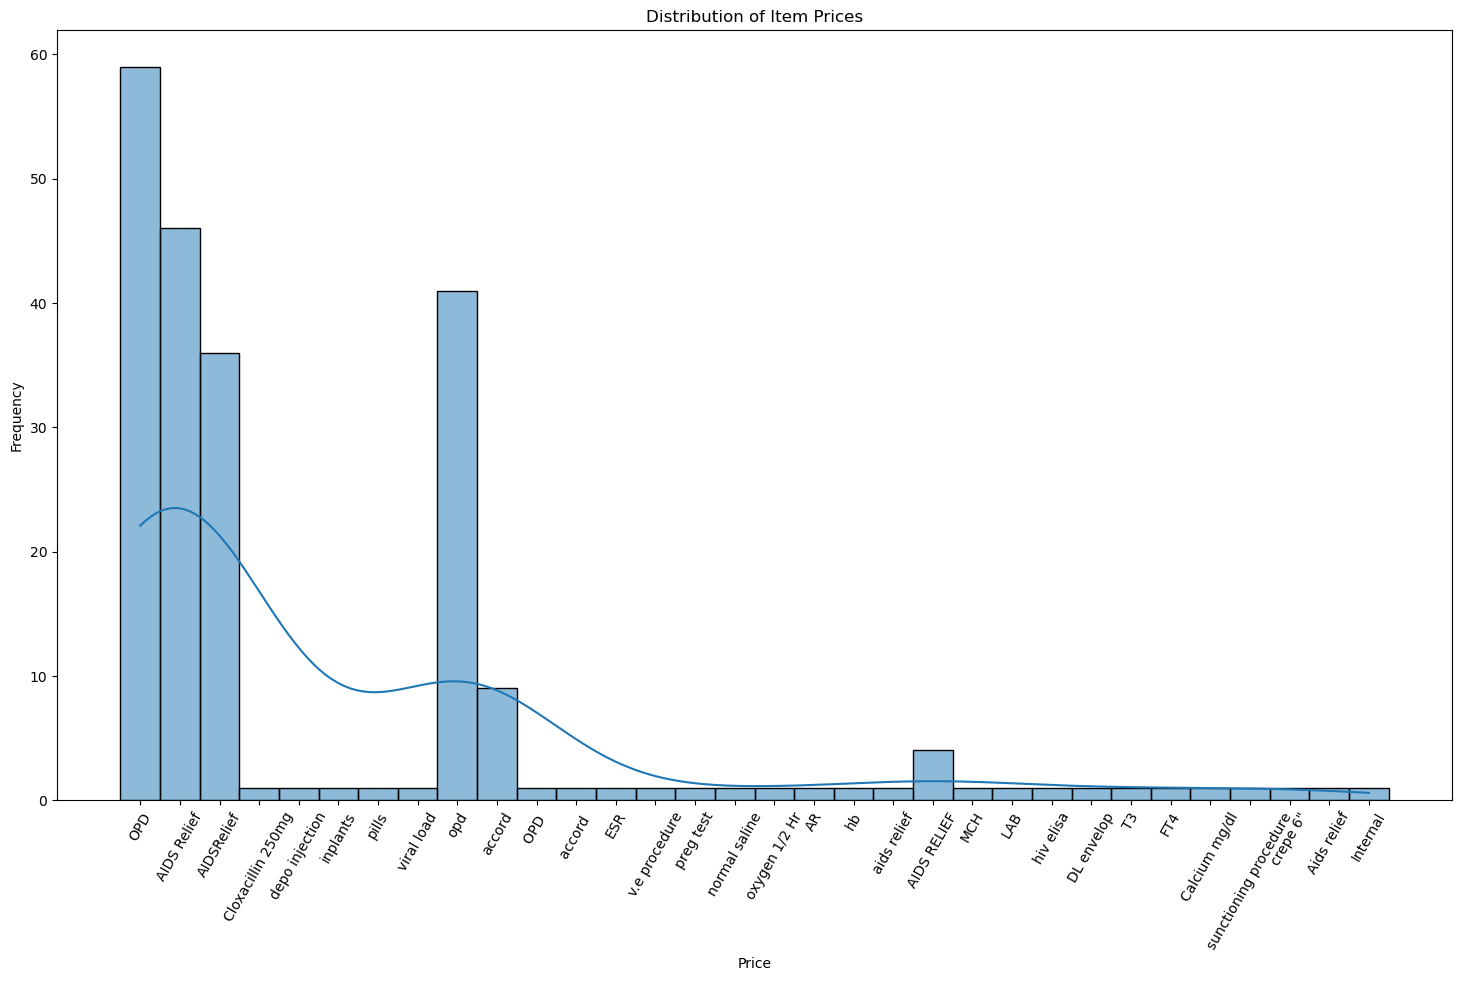 Distribution of Item Prices
Frequency
60
50
40
30
20
10
0
OPD
AIDS Relief
AIDSRelief
Cloxacillin 250mg
depo injection
inplants
pills
viral load
opd
accord
OPD
accord
ESR
v.e procedure
preg test
normal saline
oxygen 1/2 Hr
AR
hb
aids relief
AIDS RELIEF
MCH
LAB
hiv elisa
DL envelop
T3
FT4
Calcium mg/dl
sunctioning procedure
crepe 6"
Aids relief
Internal
Price